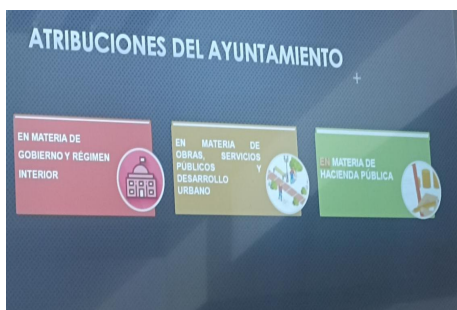 ATRIBUCIONES DEL AYUNTAMIENTO
EN MATERIA DE
GOBIERNO Y RÉGIMEN
INTERIOR
EN MATERIA DE
OBRAS, SERVICIOS
PÚBLICOS Y
DESARROLLO
URBANO
EN MATERIA DE
HACIENDA PÚBLICA